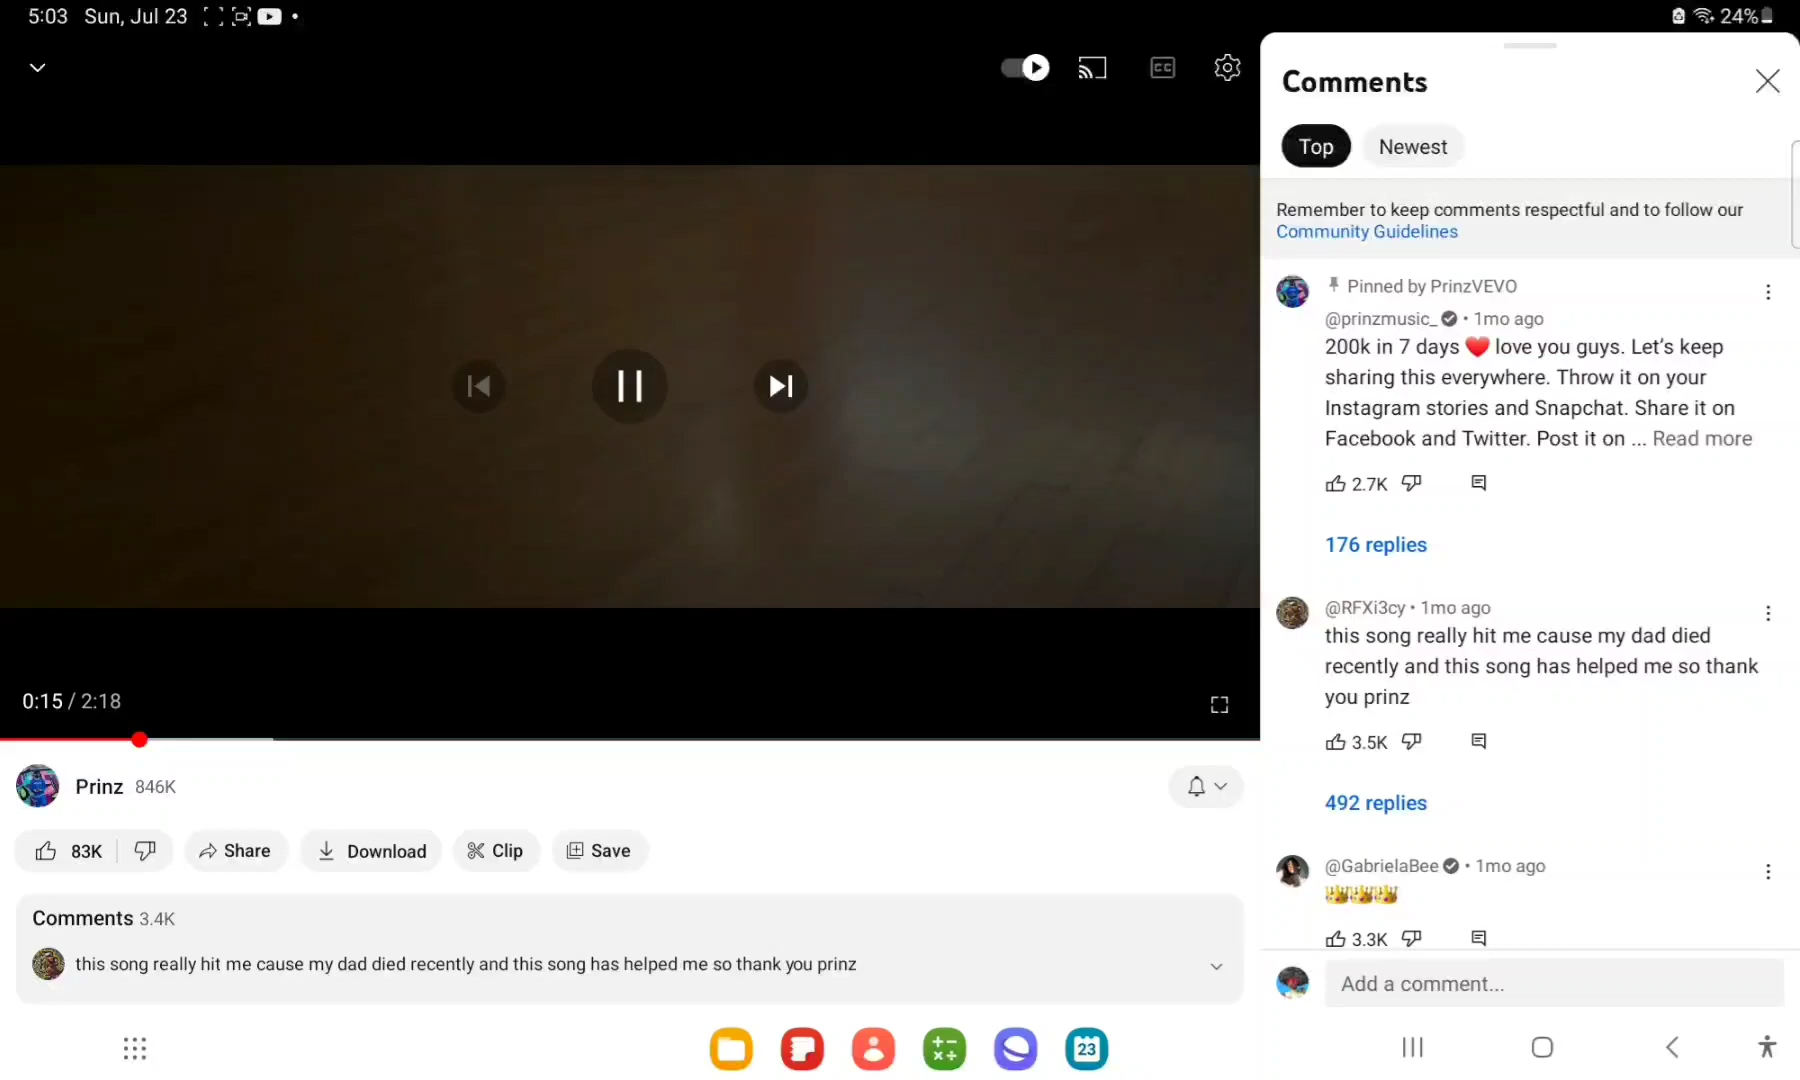 5:03 Sun, Jul 23
24%
CC
0:15 / 2:18
Prinz 846K
83K
Share
Download
Clip
Save
Comments 3.4K
this song really hit me cause my dad died recently and this song has helped me so thank you prinz
Comments
Top
Newest
Remember to keep comments respectful and to follow our
Community Guidelines
Pinned by PrinzVEVO
@prinzmusic_ • 1mo ago
200k in 7 days ❤️ love you guys. Let’s keep
sharing this everywhere. Throw it on your
Instagram stories and Snapchat. Share it on
Facebook and Twitter. Post it on ... Read more
2.7K
176 replies
@RFXi3cy • 1mo ago
this song really hit me cause my dad died
recently and this song has helped me so thank
you prinz
3.5K
492 replies
@GabrielaBee • 1mo ago
👑👑👑
3.3K
Add a comment...
23